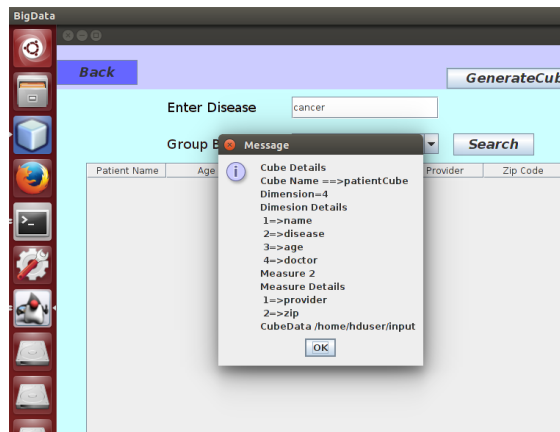 BigData
Back
GenerateCub
Enter Disease
cancer
Group B
Search
Message
Patient Name
Age
Provider
Zip Code
Cube Details
Cube Name ==>patientCube
Dimension=4
Dimesion Details
1=>name
2=>disease
3=>age
4=>doctor
Measure 2
Measure Details
1=>provider
2=>zip
CubeData /home/hduser/input
OK